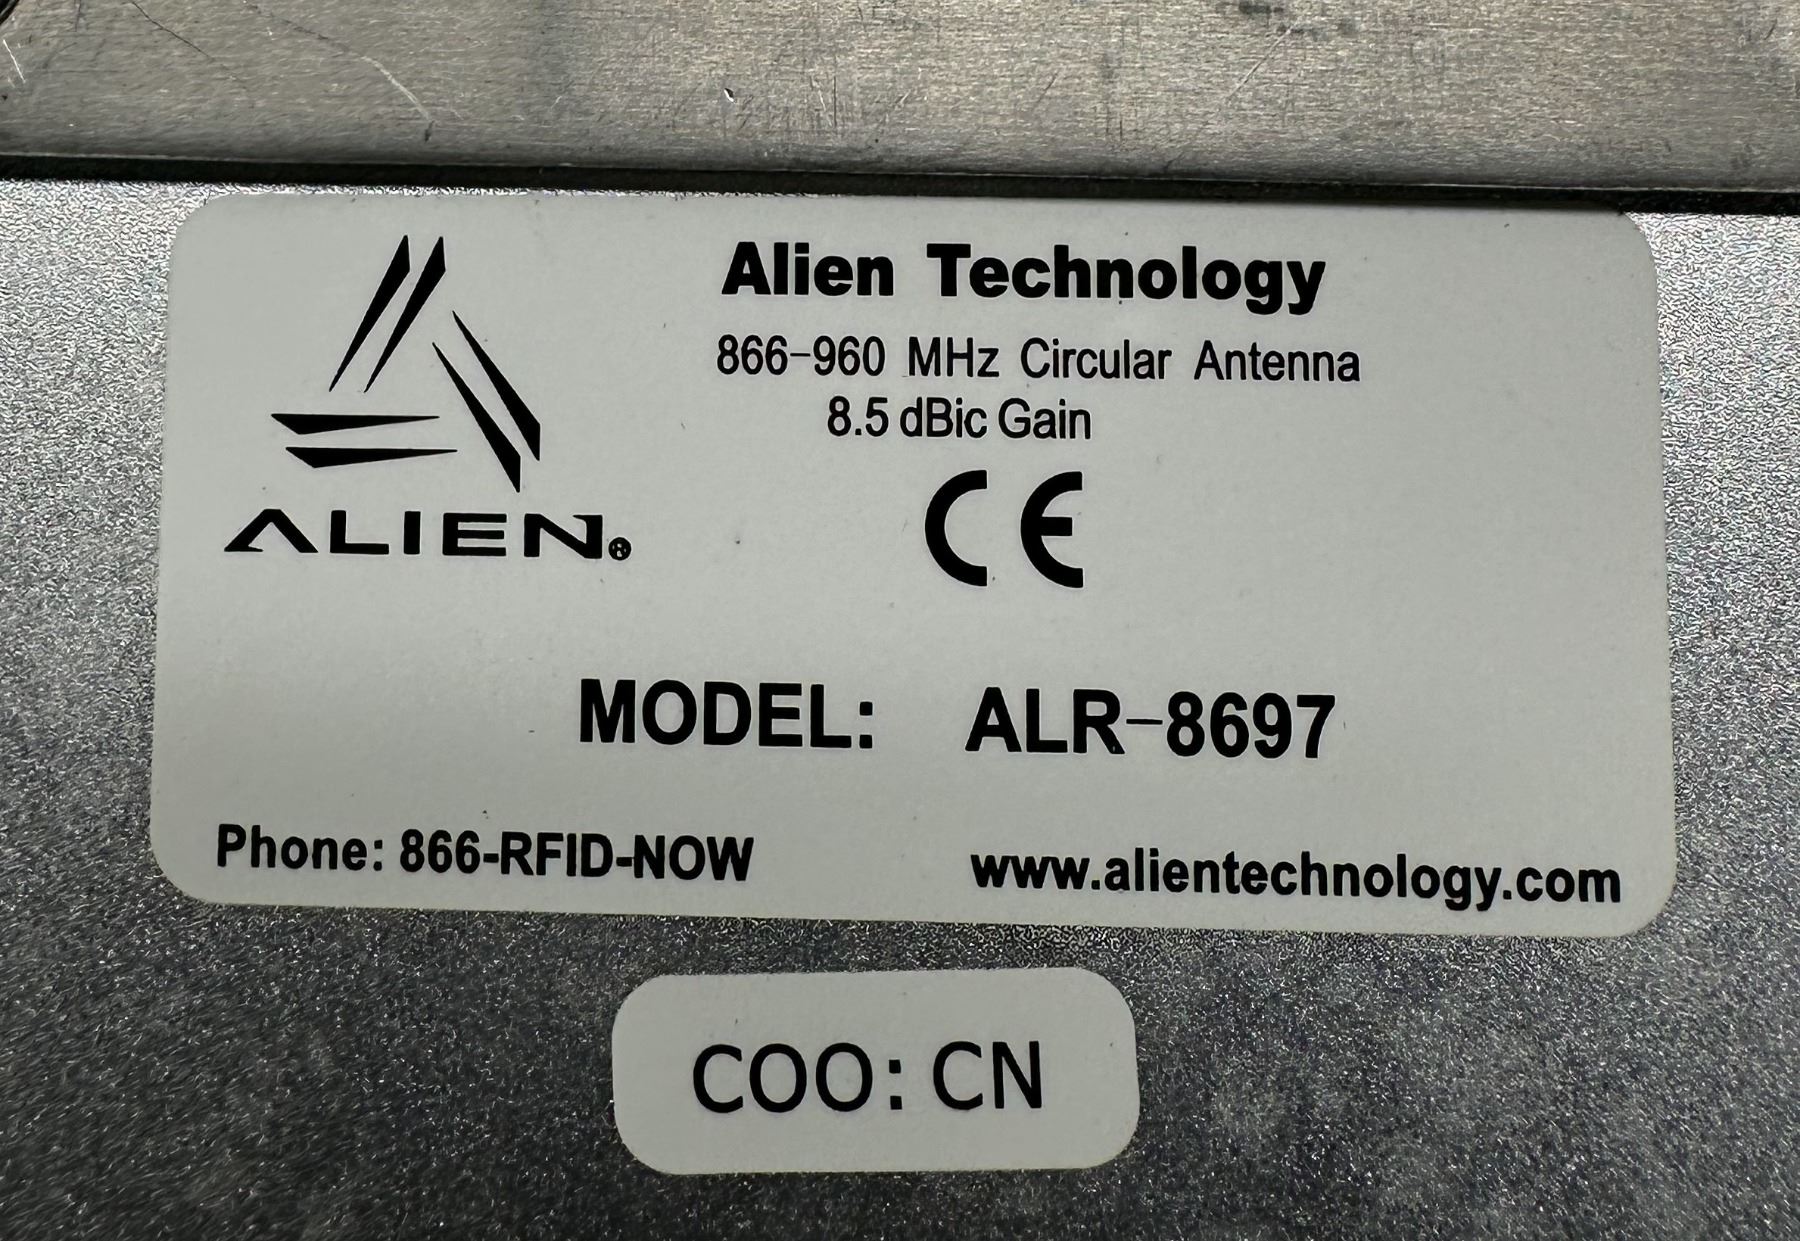 Alien Technology
866-960 MHz Circular Antenna
8.5 dBic Gain
CE
ALIEN®
MODEL: ALR-8697
Phone: 866-RFID-NOW
www.alientechnology.com
COO: CN